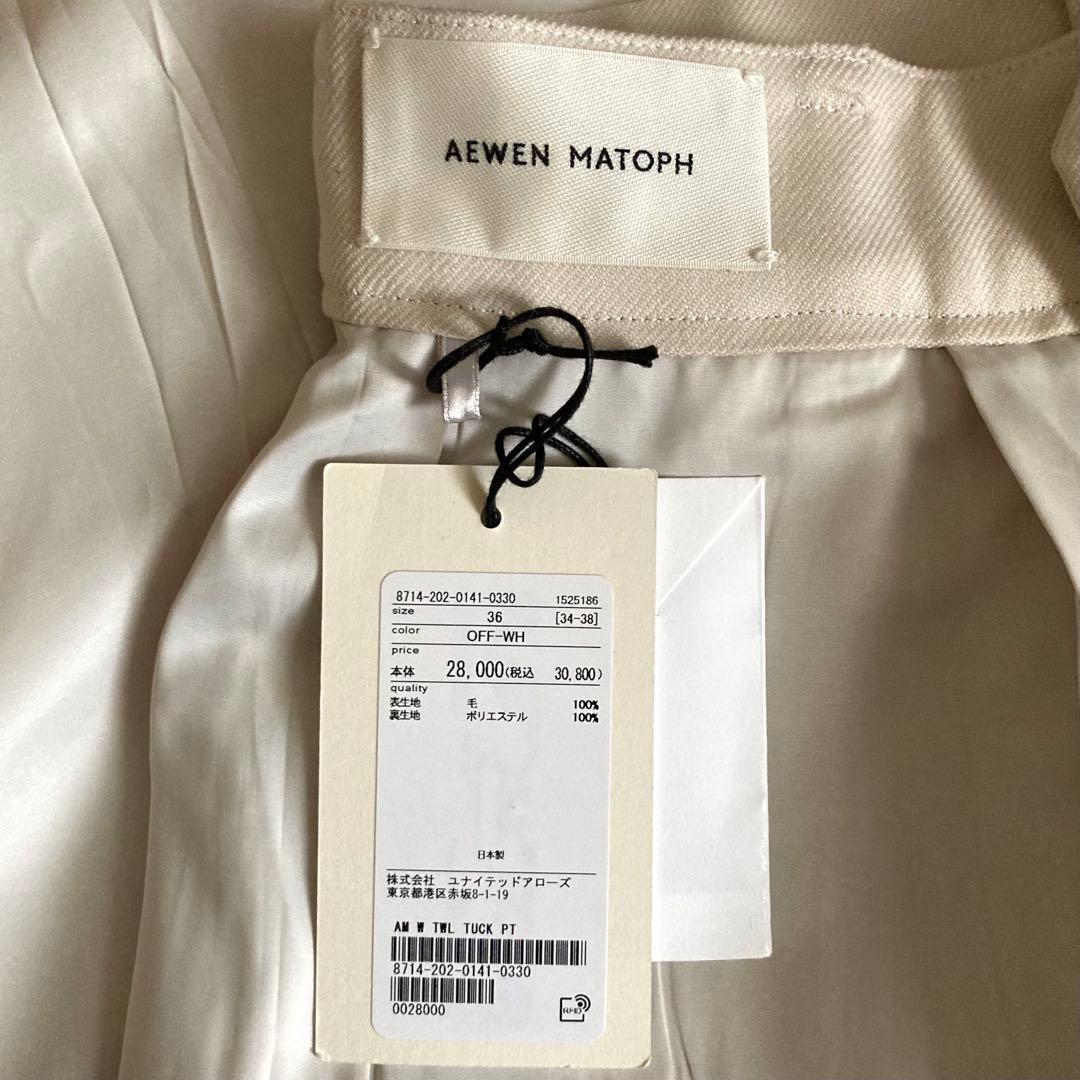 AEWEN MATOPH
8714-202-0141-0330 1525186
size 36 [34-38]
color OFF-WH
price
本体 28,000(税込 30,800)
quality
表生地 毛 100%
裏生地 ポリエステル 100%
日本製
株式会社 ユナイテッドアローズ
東京都港区赤坂8-1-19
AM W TWL TUCK PT
8714-202-0141-0330
0028000
RFID